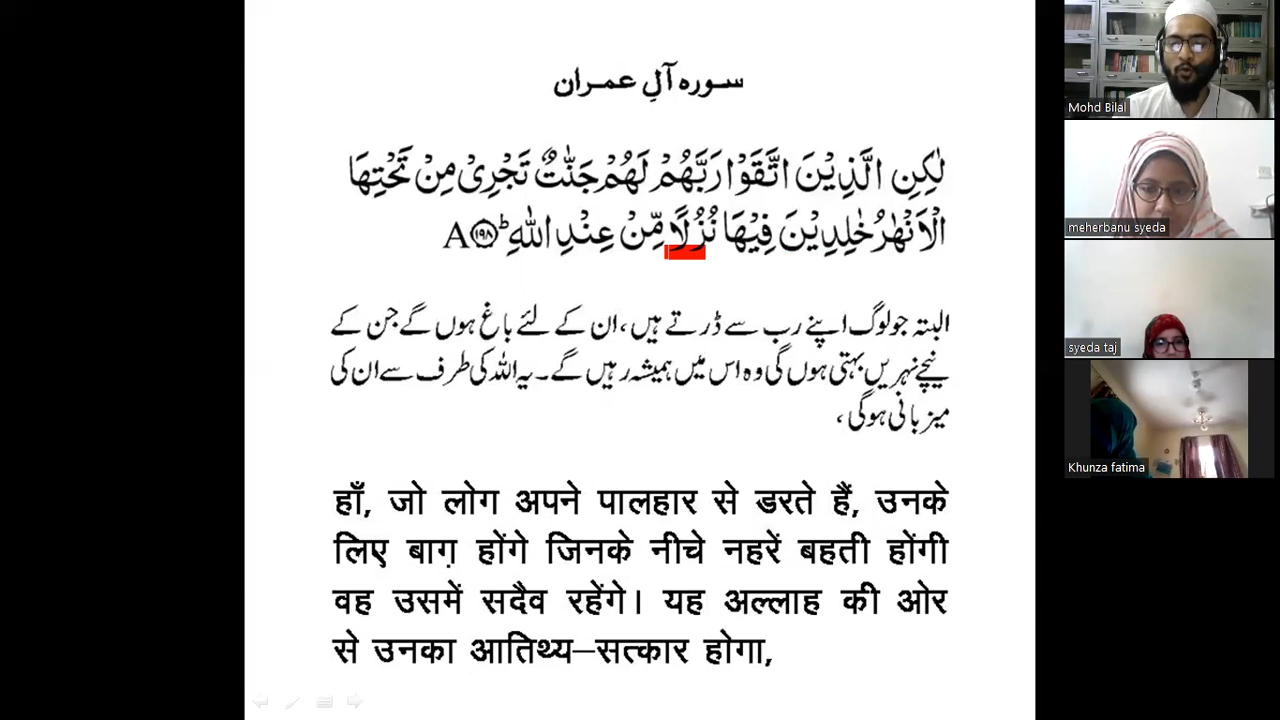 سورہ آلِ عمران
لٰكِنِ الَّذِيْنَ اتَّقَوْا رَبَّهُمْ لَهُمْ جَنّٰتٌ تَجْرِىْ مِنْ تَحْتِهَا
الْاَنْهٰرُ خٰلِدِيْنَ فِيْهَا نُزُلًا مِّنْ عِنْدِ اللّٰهِ ؕ ﴿۱۹۸﴾ A
البتہ جو لوگ اپنے رب سے ڈرتے ہیں، ان کے لئے باغ ہوں گے جن کے
نیچے نہریں بہتی ہوں گی وہ اس میں ہمیشہ رہیں گے۔ یہ اللہ کی طرف سے ان کی
میزبانی ہوگی،
हाँ, जो लोग अपने पालहार से डरते हैं, उनके
लिए बाग़ होंगे जिनके नीचे नहरें बहती होंगी
वह उसमें सदैव रहेंगे। यह अल्लाह की ओर
से उनका आतिथ्य–सत्कार होगा,
Mohd Bilal
meherbanu syeda
syeda taj
Khunza fatima